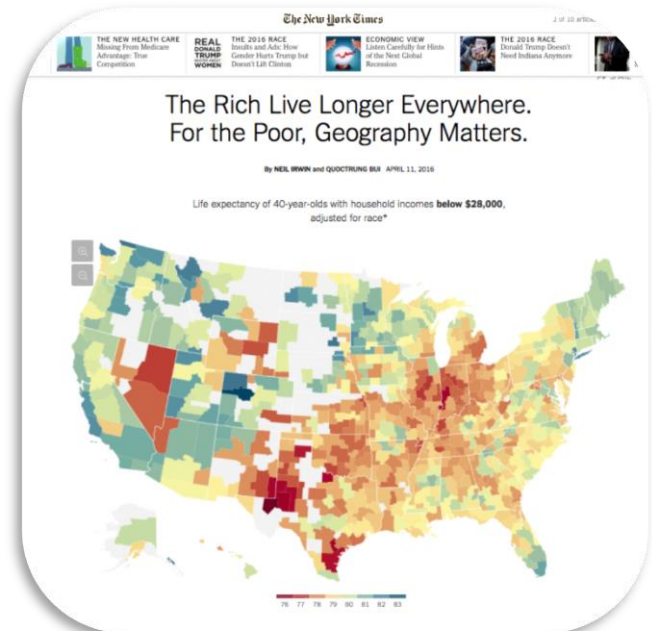 The New York Times
2 of 15
THE NEW HEALTH CARE
Missing From Medicare
Advantage: True
Competition
REAL
DONALD
TRUMP
WOMEN
THE 2016 RACE
Insults and Ads: How
Gender Hurts Trump but
Doesn't Lift Clinton
ECONOMIC VIEW
Listen Carefully for Hints
of the Next Global
Recession
THE 2016 RACE
Donald Trump Doesn't
Need Indiana Anymore
The Rich Live Longer Everywhere.
For the Poor, Geography Matters.
By NEIL IRWIN and QUOCTRUNG BUI APRIL 11, 2016
Life expectancy of 40-year-olds with household incomes below $28,000,
adjusted for race*
76 77 78 79 80 81 82 83